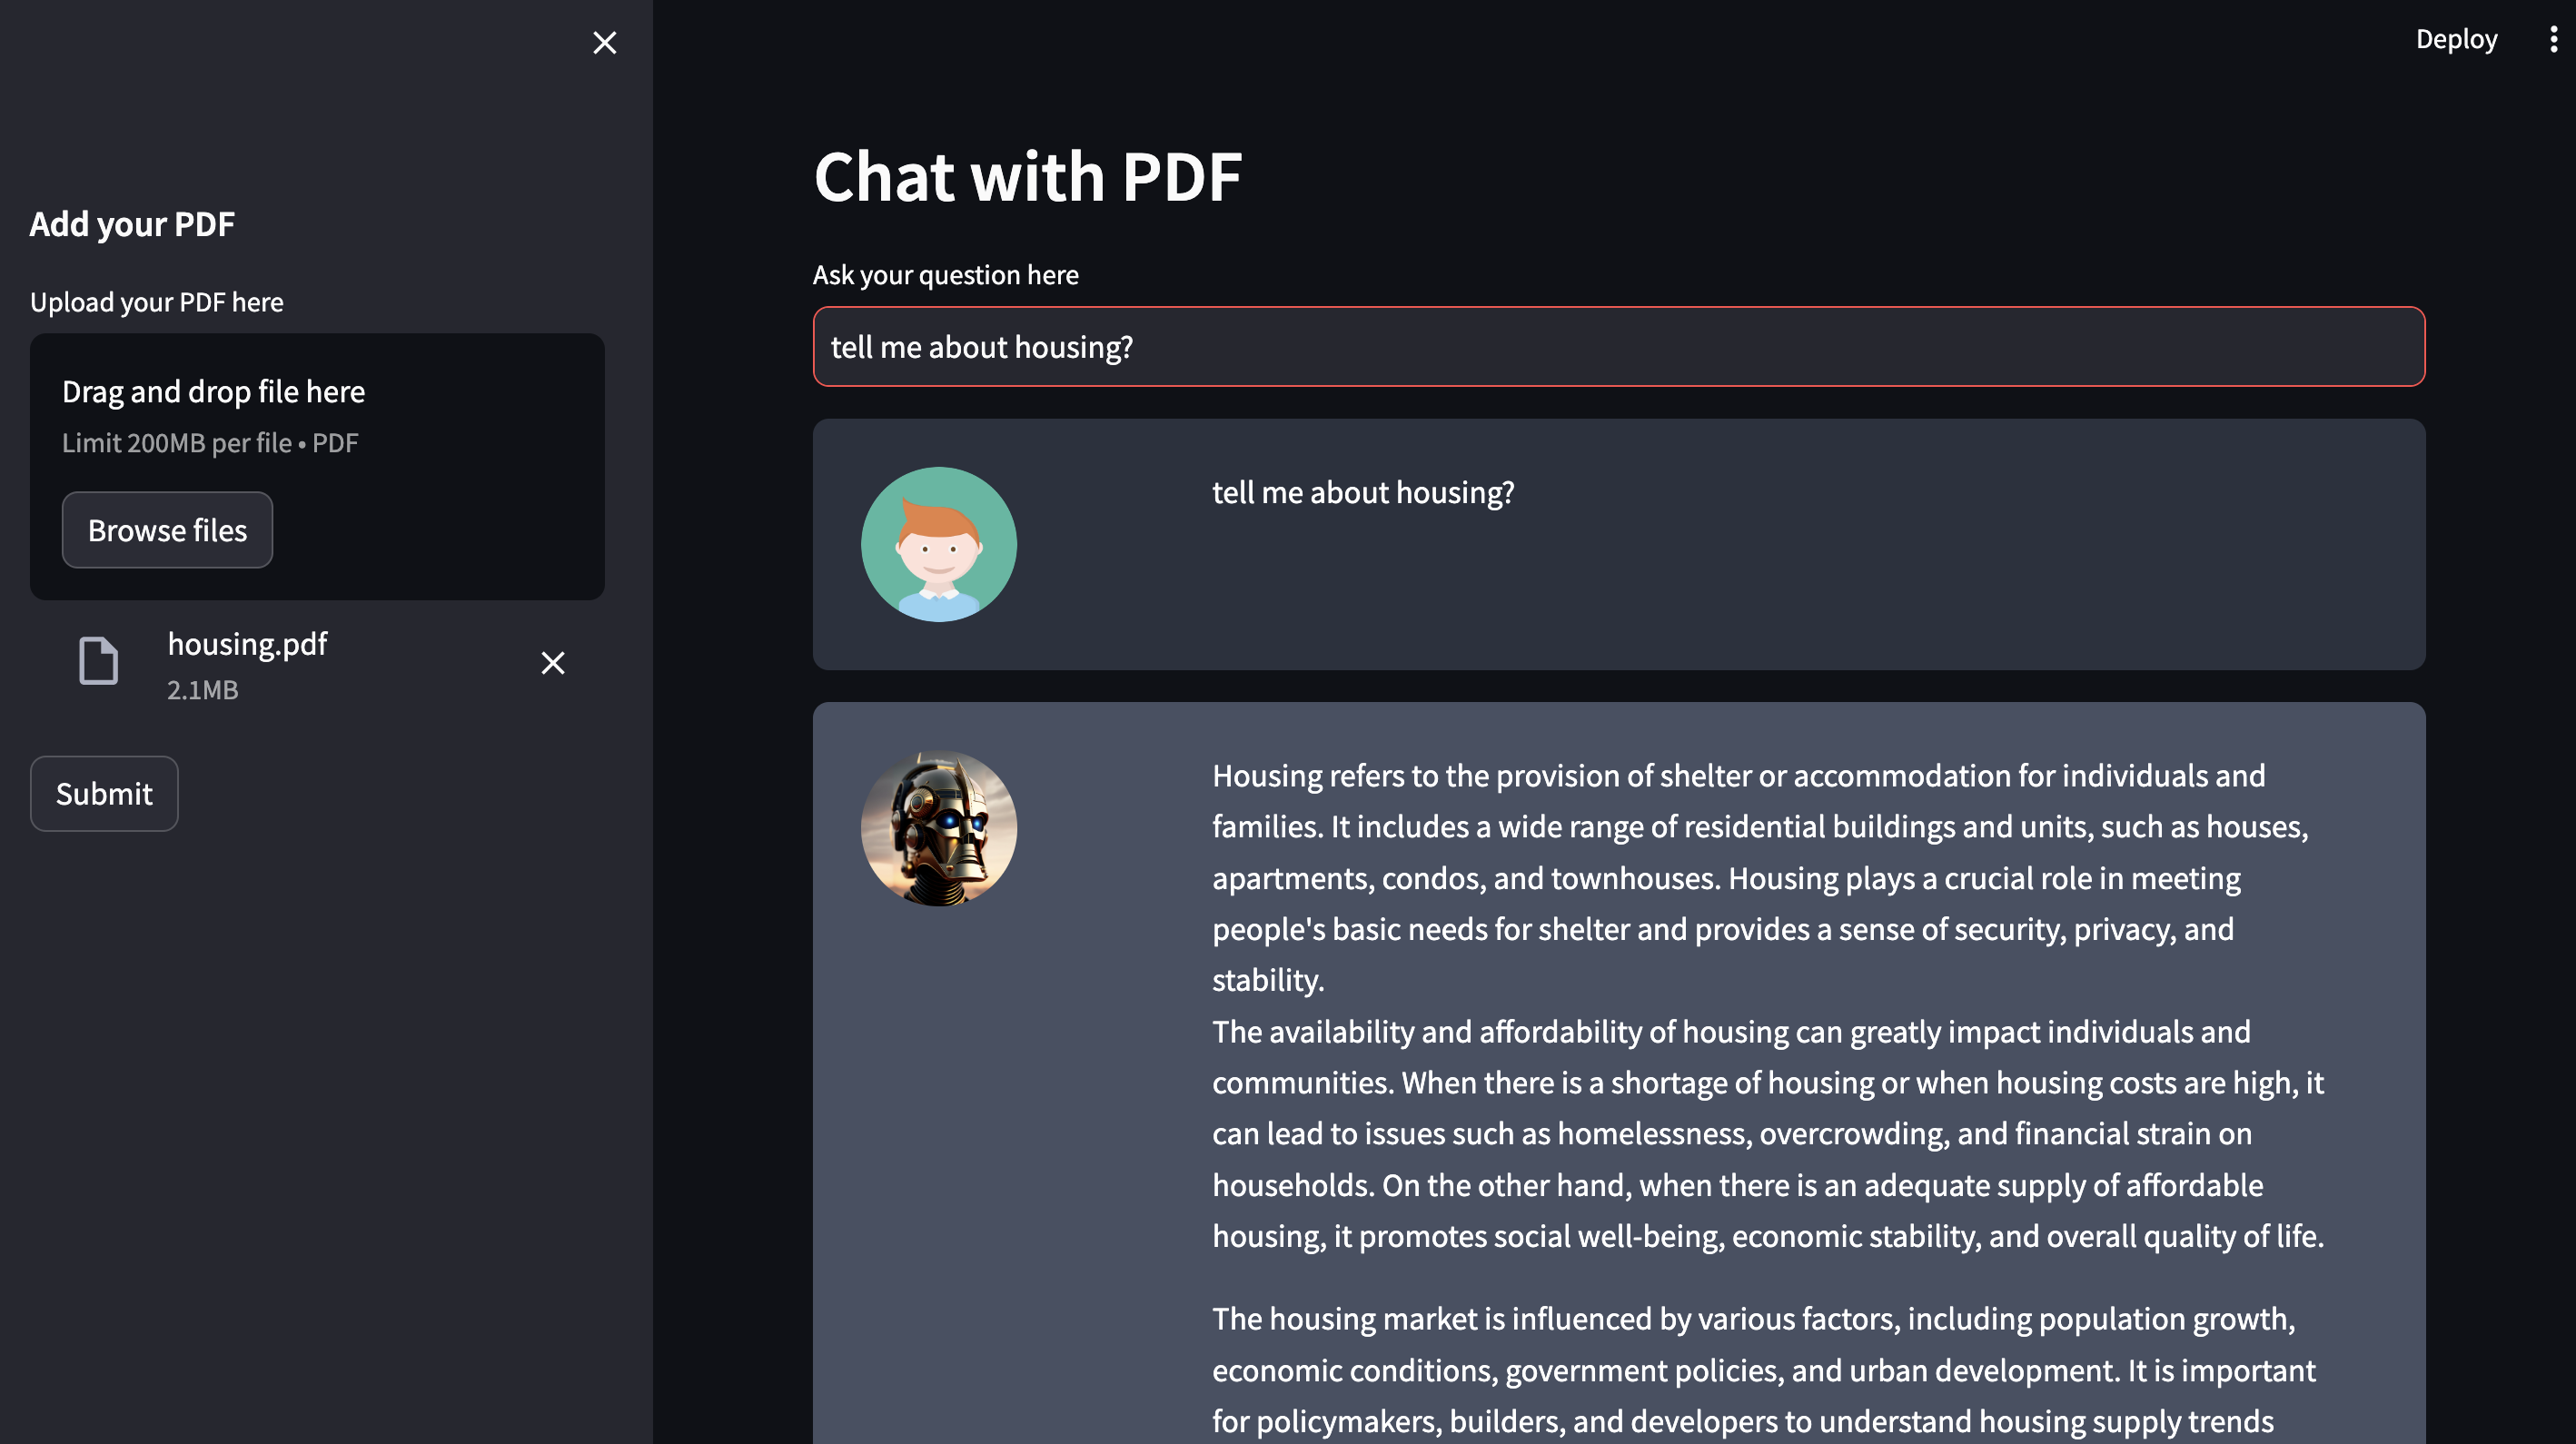 Deploy
Add your PDF
Upload your PDF here
Drag and drop file here
Limit 200MB per file • PDF
Browse files
housing.pdf
2.1MB
Submit
Chat with PDF
Ask your question here
tell me about housing?
tell me about housing?
Housing refers to the provision of shelter or accommodation for individuals and
families. It includes a wide range of residential buildings and units, such as houses,
apartments, condos, and townhouses. Housing plays a crucial role in meeting
people's basic needs for shelter and provides a sense of security, privacy, and
stability.
The availability and affordability of housing can greatly impact individuals and
communities. When there is a shortage of housing or when housing costs are high, it
can lead to issues such as homelessness, overcrowding, and financial strain on
households. On the other hand, when there is an adequate supply of affordable
housing, it promotes social well-being, economic stability, and overall quality of life.
The housing market is influenced by various factors, including population growth,
economic conditions, government policies, and urban development. It is important
for policymakers, builders, and developers to understand housing supply trends